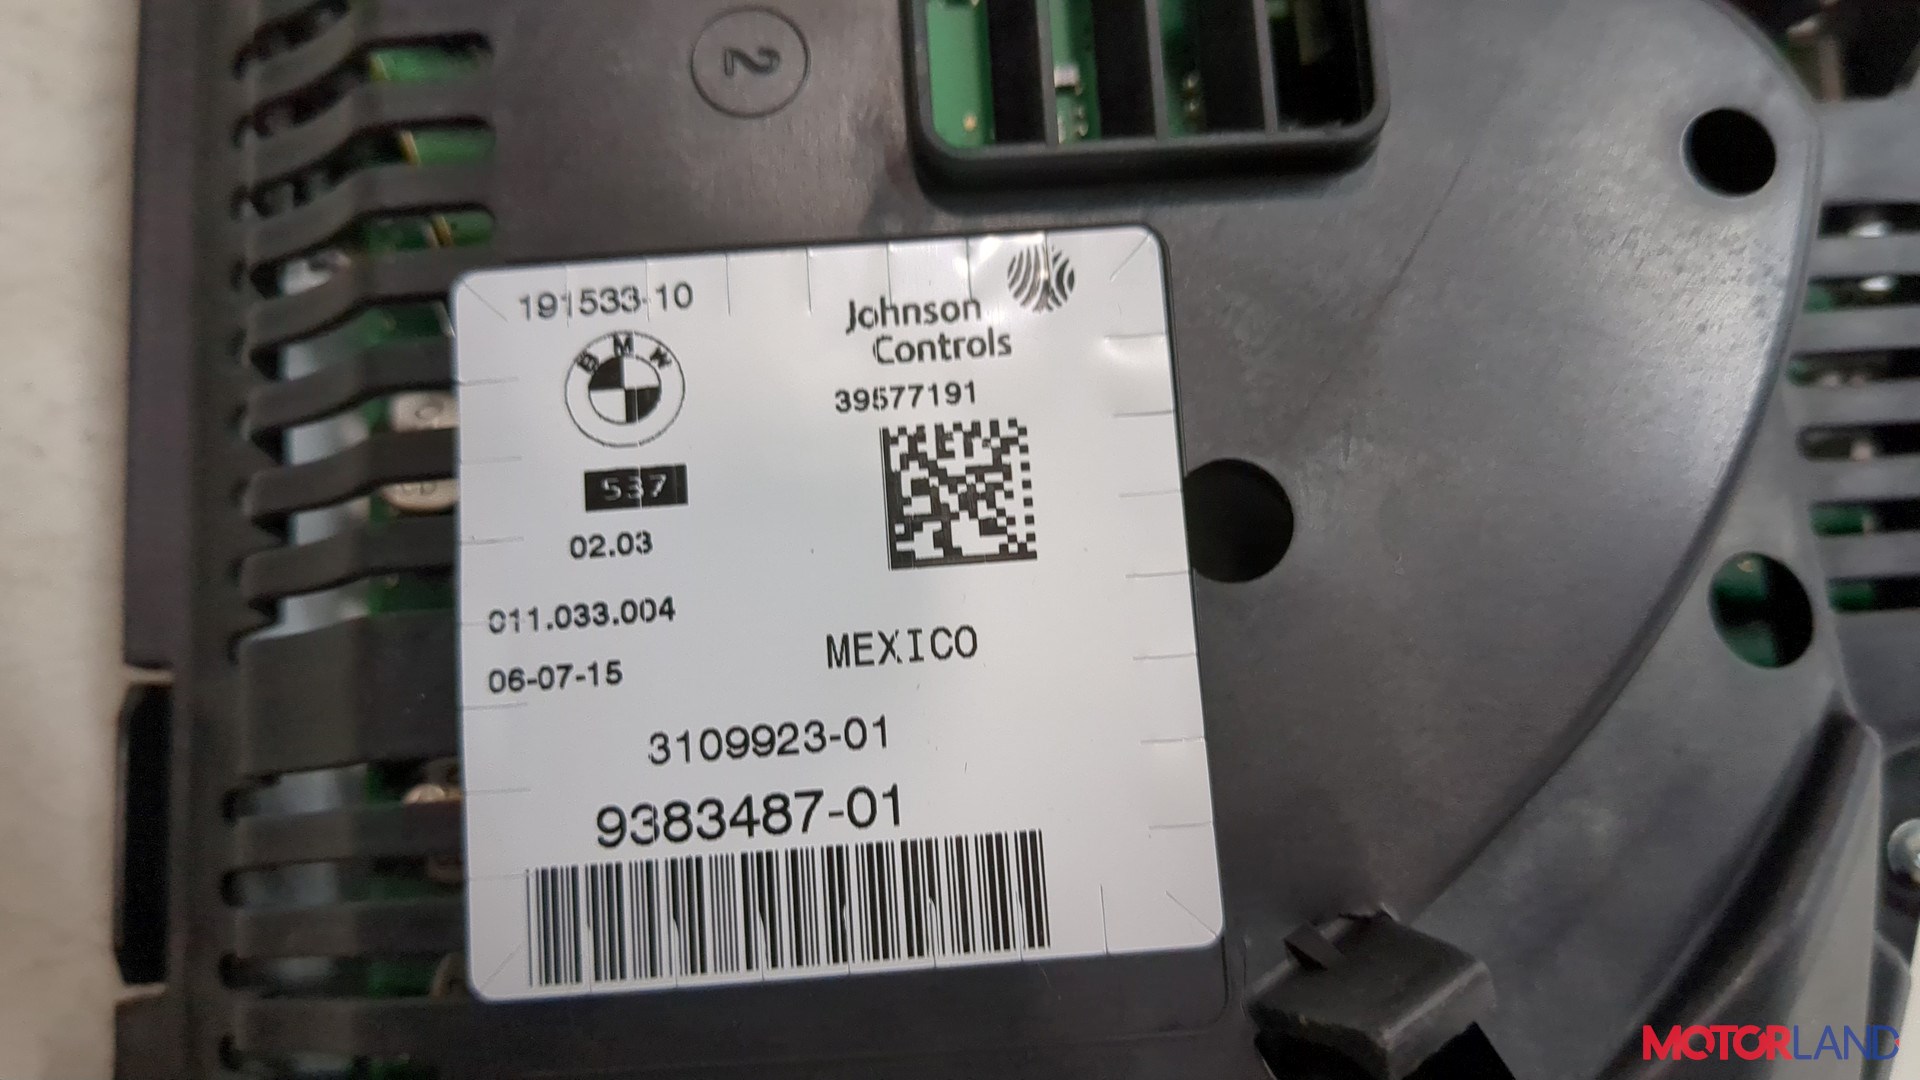 2
191533-10
Johnson
Controls
BMW
39577191
537
02.03
011.033.004
MEXICO
06-07-15
3109923-01
9383487-01
MOTORLAND